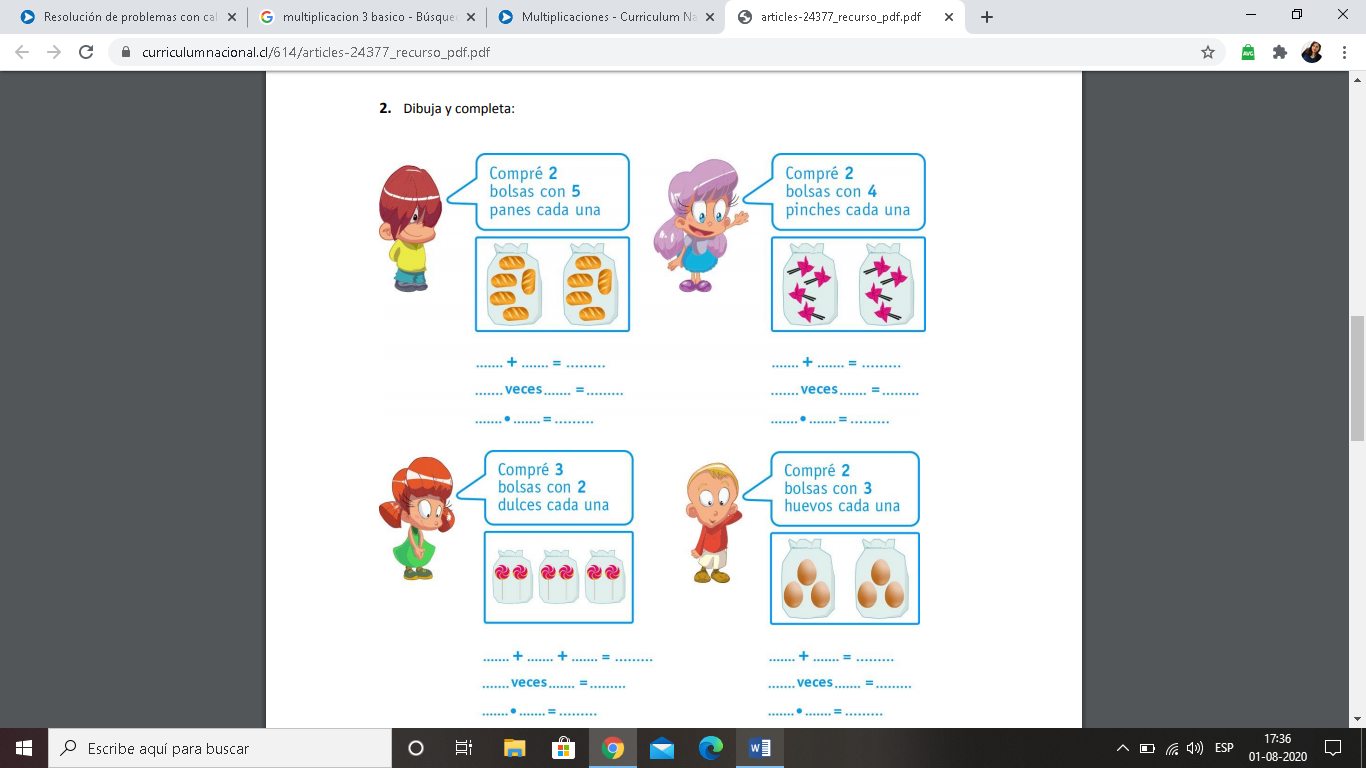 Resolución de problemas con cal
multiplicacion 3 basico - Búsque
Multiplicaciones - Curriculum Na
articles-24377_recurso_pdf.pdf
curriculumnacional.cl/614/articles-24377_recurso_pdf.pdf
AVG
2. Dibuja y completa:
Compré 2
bolsas con 5
panes cada una
Compré 2
bolsas con 4
pinches cada una
....... + ....... = .........
....... veces ....... = .........
....... • ....... = .........
....... + ....... = .........
....... veces ....... = .........
....... • ....... = .........
Compré 3
bolsas con 2
dulces cada una
Compré 2
bolsas con 3
huevos cada una
....... + ....... + ....... = .........
....... veces ....... = .........
....... • ....... = .........
....... + ....... = .........
....... veces ....... = .........
....... • ....... = .........
Escribe aquí para buscar
ESP
17:36
01-08-2020